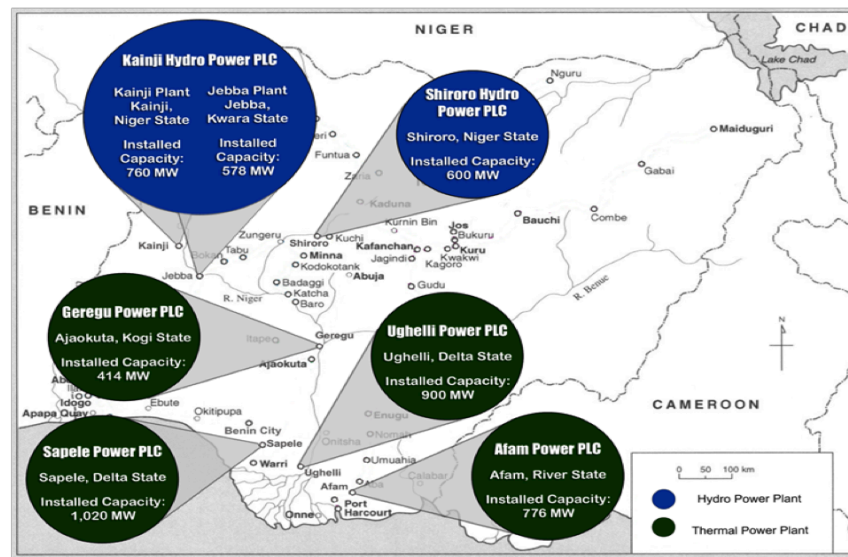 NIGER
CHAD
Lake Chad
Kainji Hydro Power PLC
Kainji Plant
Kainji,
Niger State
Installed
Capacity:
760 MW
Jebba Plant
Jebba,
Kwara State
Installed
Capacity:
578 MW
Shiroro Hydro
Power PLC
Shiroro, Niger State
Installed Capacity:
600 MW
Nguru
Maiduguri
Gabai
Funtua
Zaria
Kaduna
BENIN
Kainji
Bokan
Tabu
Zungeru
Shiroro
Kuchi
Minna
Kodokotank
Abuja
Kurnin Bin
Kafanchan
Jagindi
Kagoro
Jos
Bukuru
Kuru
Kwakwi
Bauchi
Combe
Gudu
Jebba
Badaggi
Katcha
Baro
R. Niger
R. Benue
Geregu Power PLC
Ajaokuta, Kogi State
Installed Capacity:
414 MW
Itape
Geregu
Ajaokuta
Ughelli Power PLC
Ughelli, Delta State
Installed Capacity:
900 MW
CAMEROON
Idogo
Apapa Quay
Ebute
Okitipupa
Benin City
Sapele
Warri
Ughelli
Onitsha
Enugu
Nomah
Umuahia
Aba
Calabar
Afam
Port
Harcourt
Onne
Sapele Power PLC
Sapele, Delta State
Installed Capacity:
1,020 MW
Afam Power PLC
Afam, River State
Installed Capacity:
776 MW
0 50 100 km
N
Hydro Power Plant
Thermal Power Plant